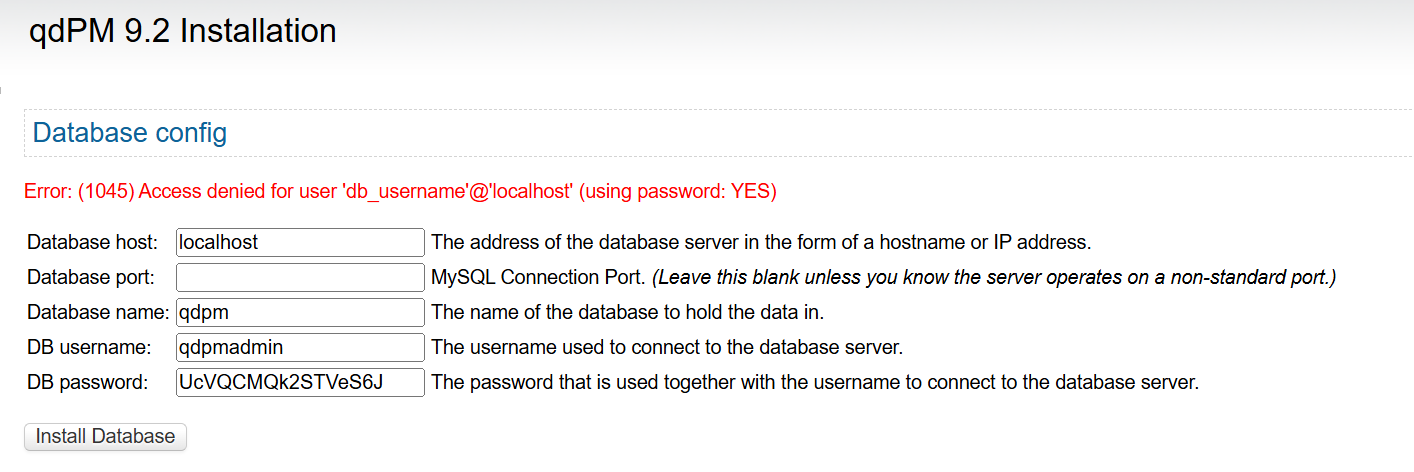 qdPM 9.2 Installation
Database config
Error: (1045) Access denied for user 'db_username'@'localhost' (using password: YES)
Database host: localhost The address of the database server in the form of a hostname or IP address.
Database port: MySQL Connection Port. (Leave this blank unless you know the server operates on a non-standard port.)
Database name: qdpm The name of the database to hold the data in.
DB username: qdpmadmin The username used to connect to the database server.
DB password: UcVQCMQk2STVeS6J The password that is used together with the username to connect to the database server.
Install Database